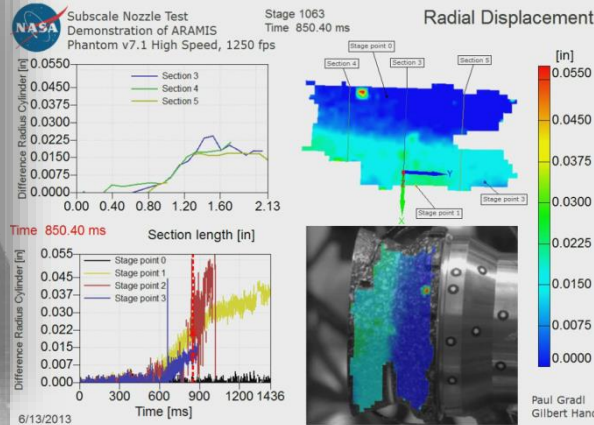 NASA
Subscale Nozzle Test
Demonstration of ARAMIS
Phantom v7.1 High Speed, 1250 fps
Stage 1063
Time 850.40 ms
Radial Displacement
Difference Radius Cylinder [in]
0.0550
0.0450
0.0375
0.0300
0.0225
0.0150
0.0075
0.0000
Section 3
Section 4
Section 5
0.00 0.40 0.80 1.20 1.60 2.13
Section length [in]
Stage point 0
Section 4
Section 3
Section 5
Y
X
Stage point 1
Stage point 3
[in]
0.0550
0.0450
0.0375
0.0300
0.0225
0.0150
0.0075
0.0000
Time 850.40 ms
Difference Radius Cylinder [in]
0.055
0.045
0.037
0.030
0.022
0.015
0.007
0.000
Stage point 0
Stage point 1
Stage point 2
Stage point 3
0 200 400 600 800 1000 1200 1436
Time [ms]
6/13/2013
Paul Gradl